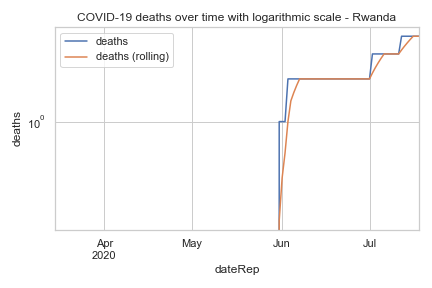 COVID-19 deaths over time with logarithmic scale - Rwanda
deaths
deaths (rolling)
deaths
10^0
Apr
2020
May
Jun
Jul
dateRep